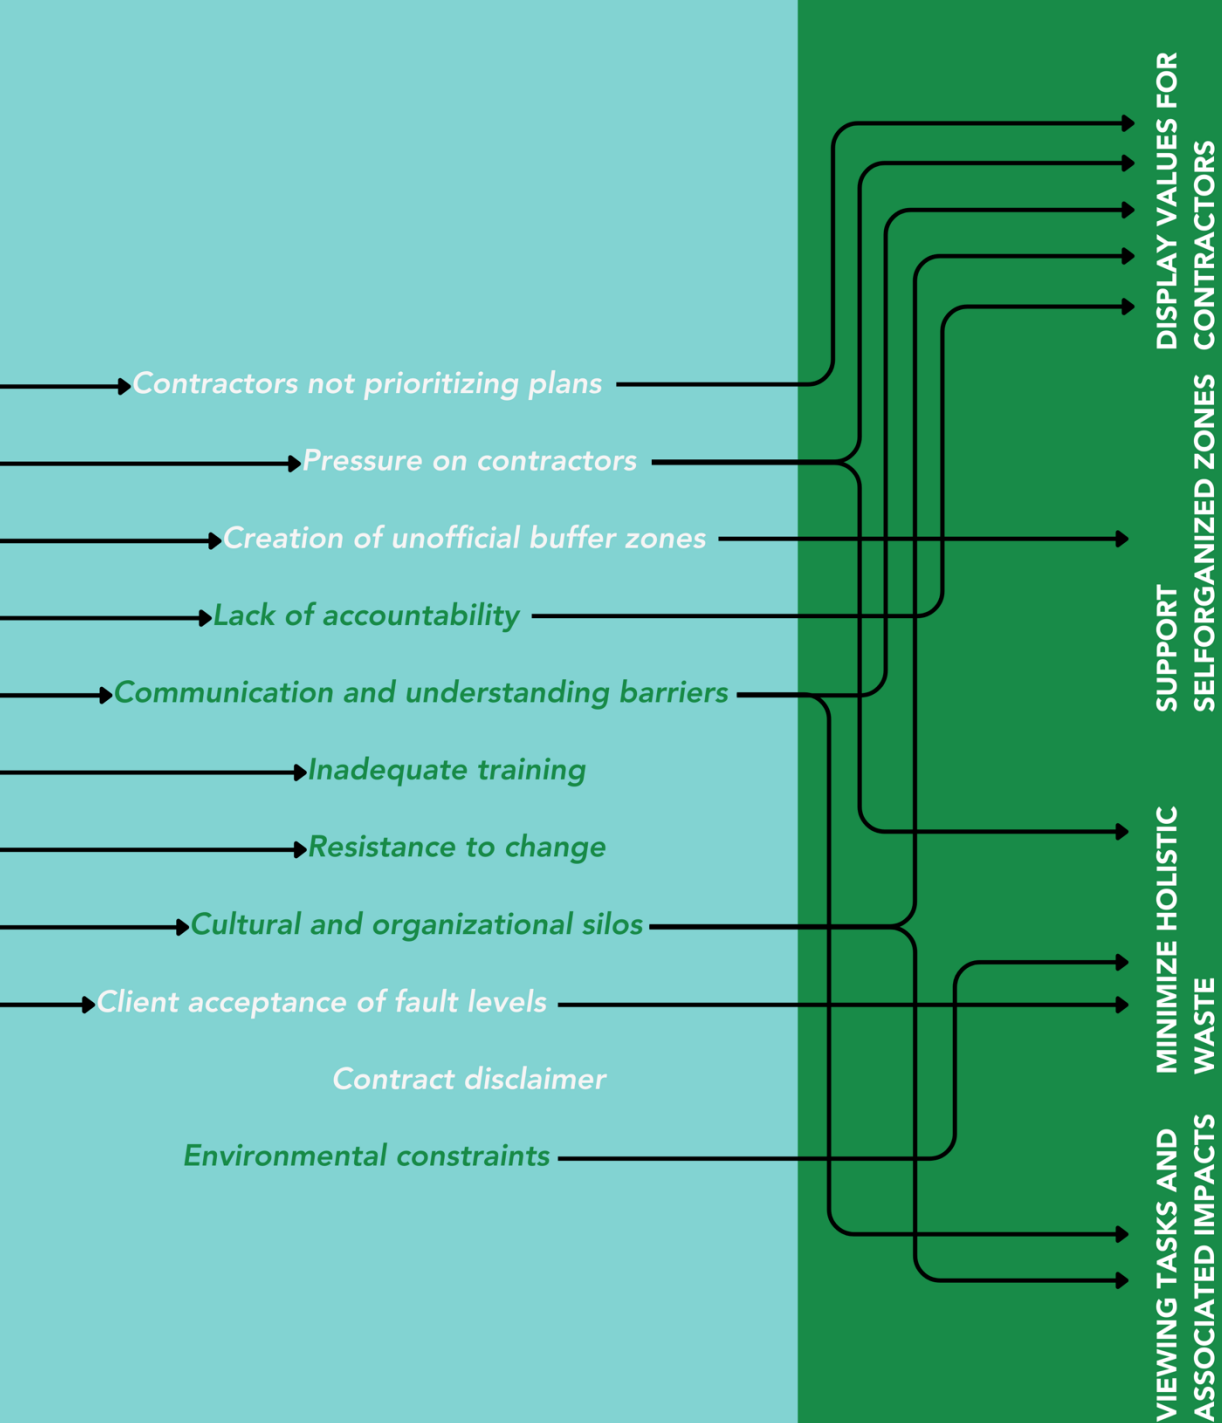 Contractors not prioritizing plans
Pressure on contractors
Creation of unofficial buffer zones
Lack of accountability
Communication and understanding barriers
Inadequate training
Resistance to change
Cultural and organizational silos
Client acceptance of fault levels
Contract disclaimer
Environmental constraints
DISPLAY VALUES FOR
CONTRACTORS
SUPPORT
SELFORGANIZED ZONES
MINIMIZE HOLISTIC
WASTE
VIEWING TASKS AND
ASSOCIATED IMPACTS